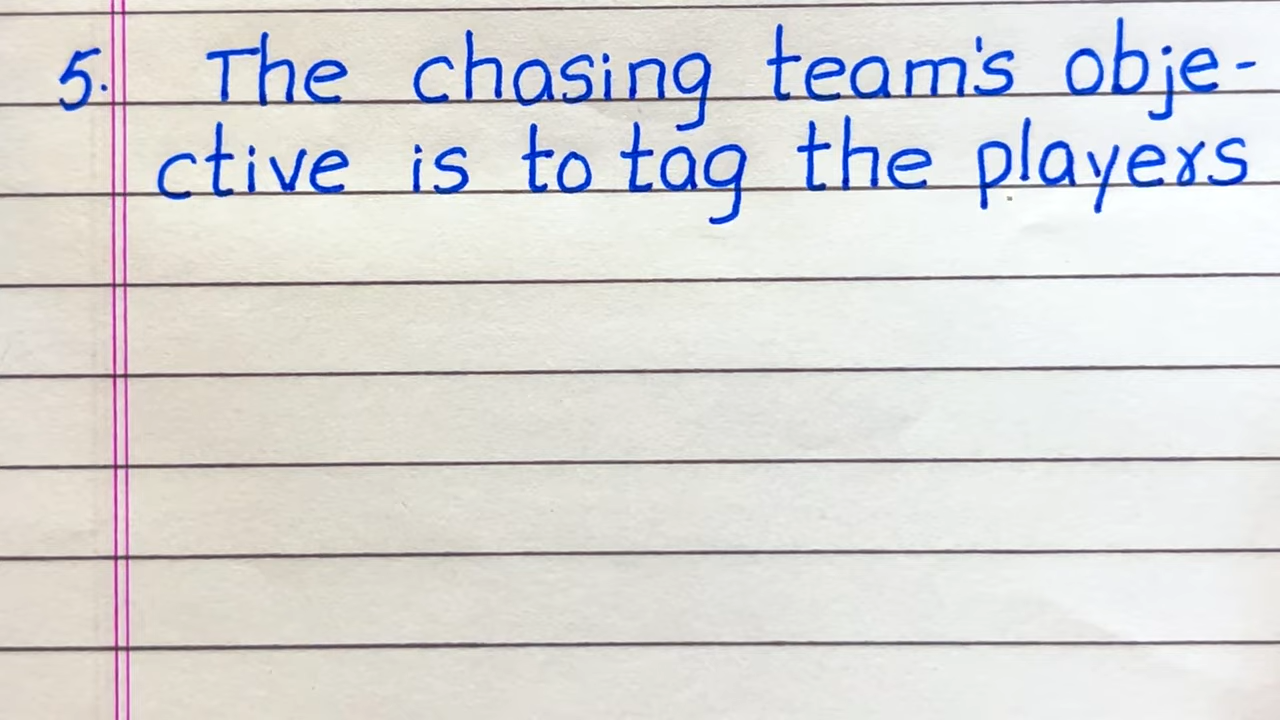 5. The chasing team's obje-
ctive is to tag the players